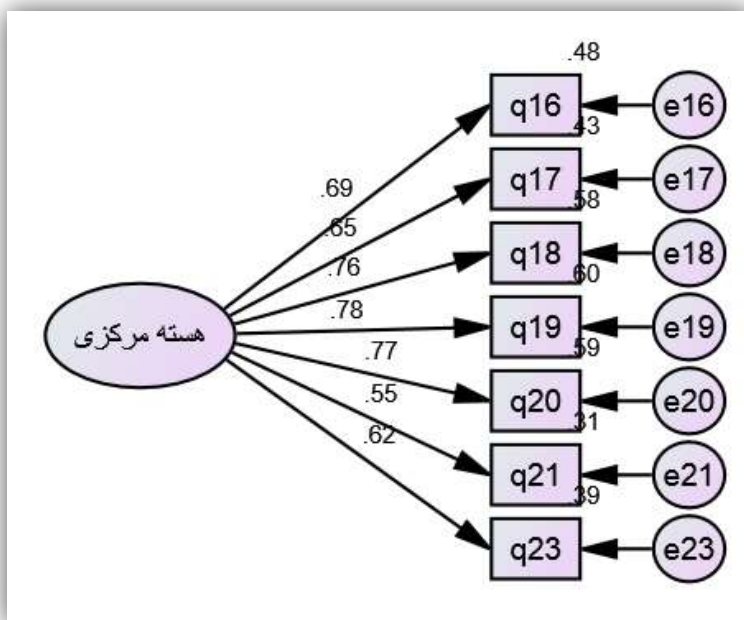 .48
q16
e16
.43
q17
e17
.69
.58
.65
q18
e18
.76
.60
.78
q19
e19
هسته مرکزی
.59
.77
q20
e20
.55
.31
.62
q21
e21
.39
q23
e23